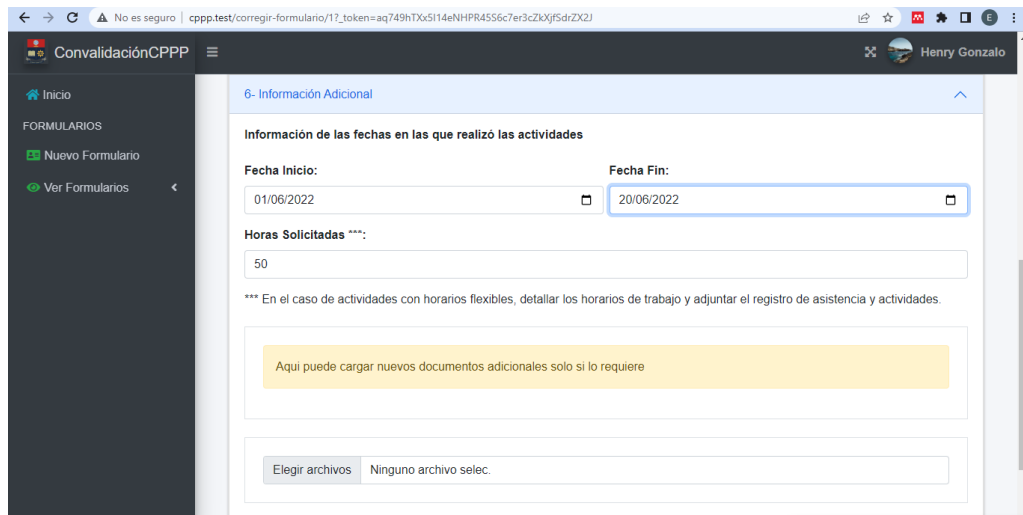 No es seguro | cppp.test/corregir-formulario/1?_token=aq749hTXx5I14eNHPR45S6c7er3cZkXjfSdrZX2J
E
ConvalidaciónCPPP
Henry Gonzalo
Inicio
FORMULARIOS
Nuevo Formulario
Ver Formularios
6- Información Adicional
Información de las fechas en las que realizó las actividades
Fecha Inicio: Fecha Fin:
01/06/2022 20/06/2022
Horas Solicitadas ***:
50
*** En el caso de actividades con horarios flexibles, detallar los horarios de trabajo y adjuntar el registro de asistencia y actividades.
Aqui puede cargar nuevos documentos adicionales solo si lo requiere
Elegir archivos Ninguno archivo selec.